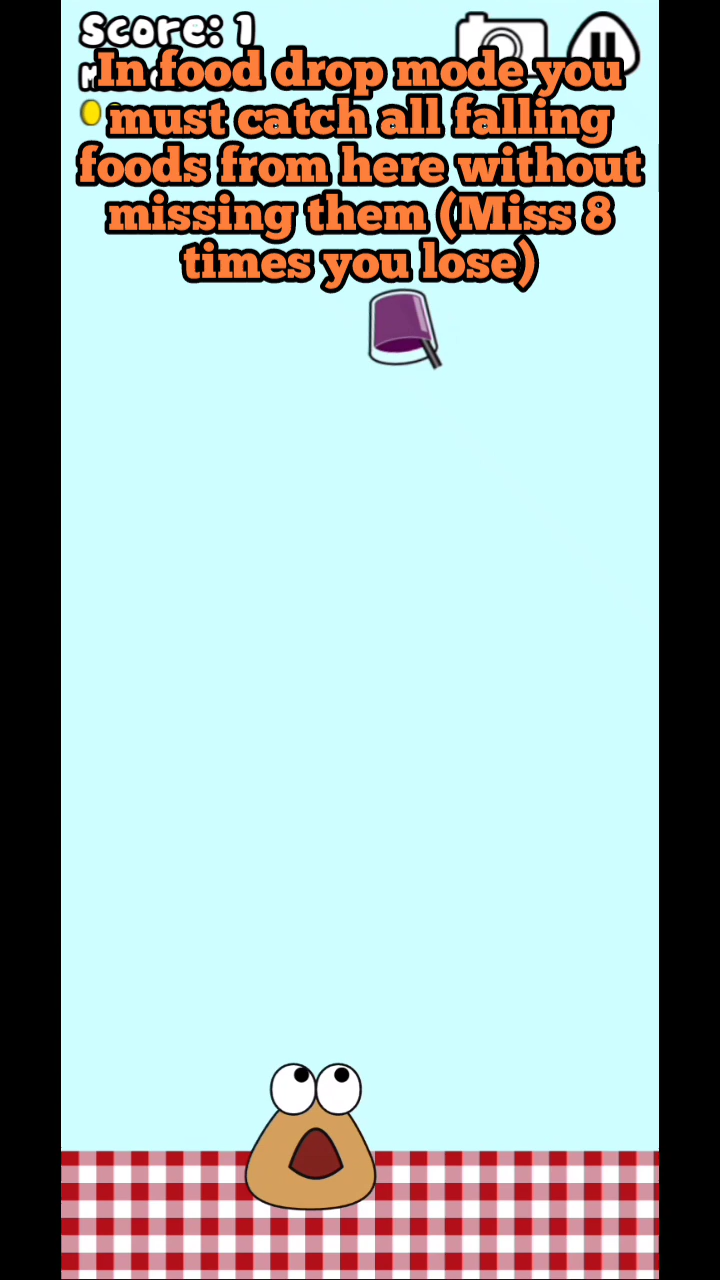 Score: 1
In food drop mode you
must catch all falling
foods from here without
missing them (Miss 8
times you lose)